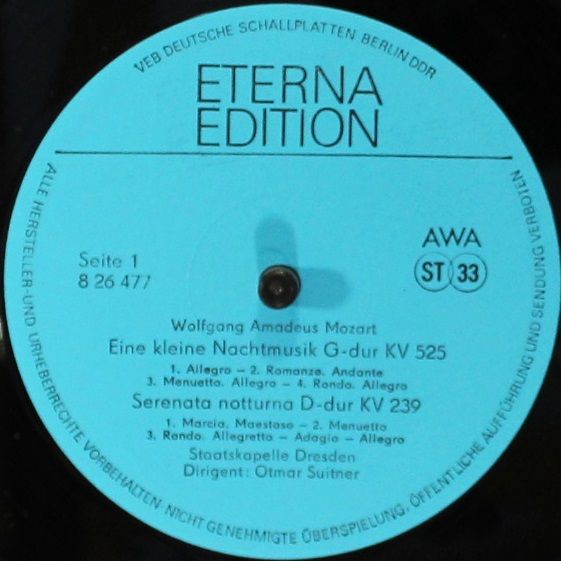 VEB DEUTSCHE SCHALLPLATTEN BERLIN DDR
ETERNA
EDITION
Seite 1
8 26 477
AWA
ST 33
Wolfgang Amadeus Mozart
Eine kleine Nachtmusik G-dur KV 525
1. Allegro – 2. Romanze. Andante
3. Menuetto. Allegro – 4. Rondo. Allegro
Serenata notturna D-dur KV 239
1. Marcia. Maestoso – 2. Menuetto
3. Rondo. Allegretto – Adagio – Allegro
Staatskapelle Dresden
Dirigent: Otmar Suitner
ALLE HERSTELLER- UND URHEBERRECHTE VORBEHALTEN · NICHT GENEHMIGTE ÜBERSPIELUNG, ÖFFENTLICHE AUFFÜHRUNG UND SENDUNG VERBOTEN